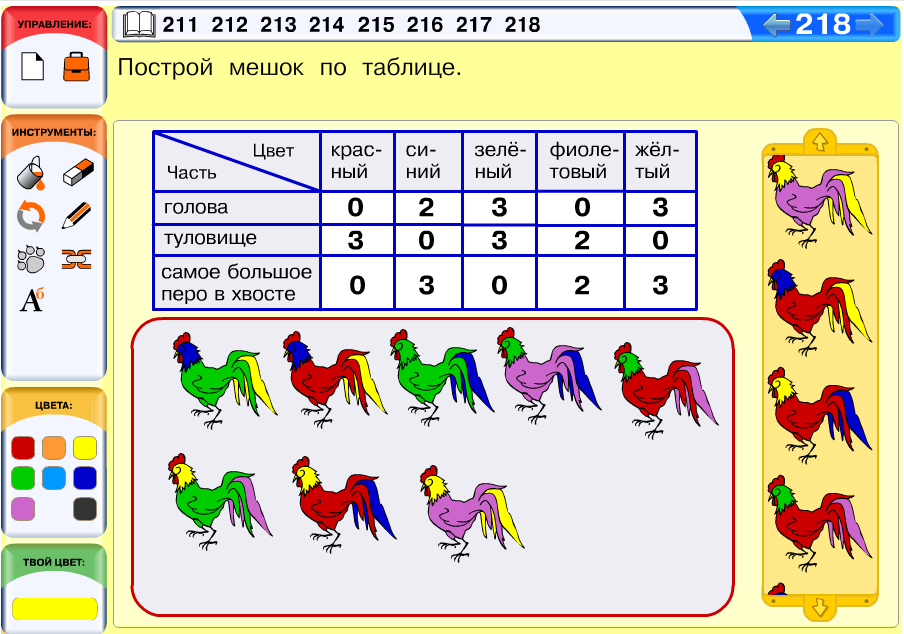 УПРАВЛЕНИЕ:
211 212 213 214 215 216 217 218
218
Построй мешок по таблице.
ИНСТРУМЕНТЫ:
Аб
ЦВЕТА:
ТВОЙ ЦВЕТ:
Цвет
Часть
крас-
ный
си-
ний
зелё-
ный
фиоле-
товый
жёл-
тый
голова 0 2 3 0 3
туловище 3 0 3 2 0
самое большое
перо в хвосте 0 3 0 2 3